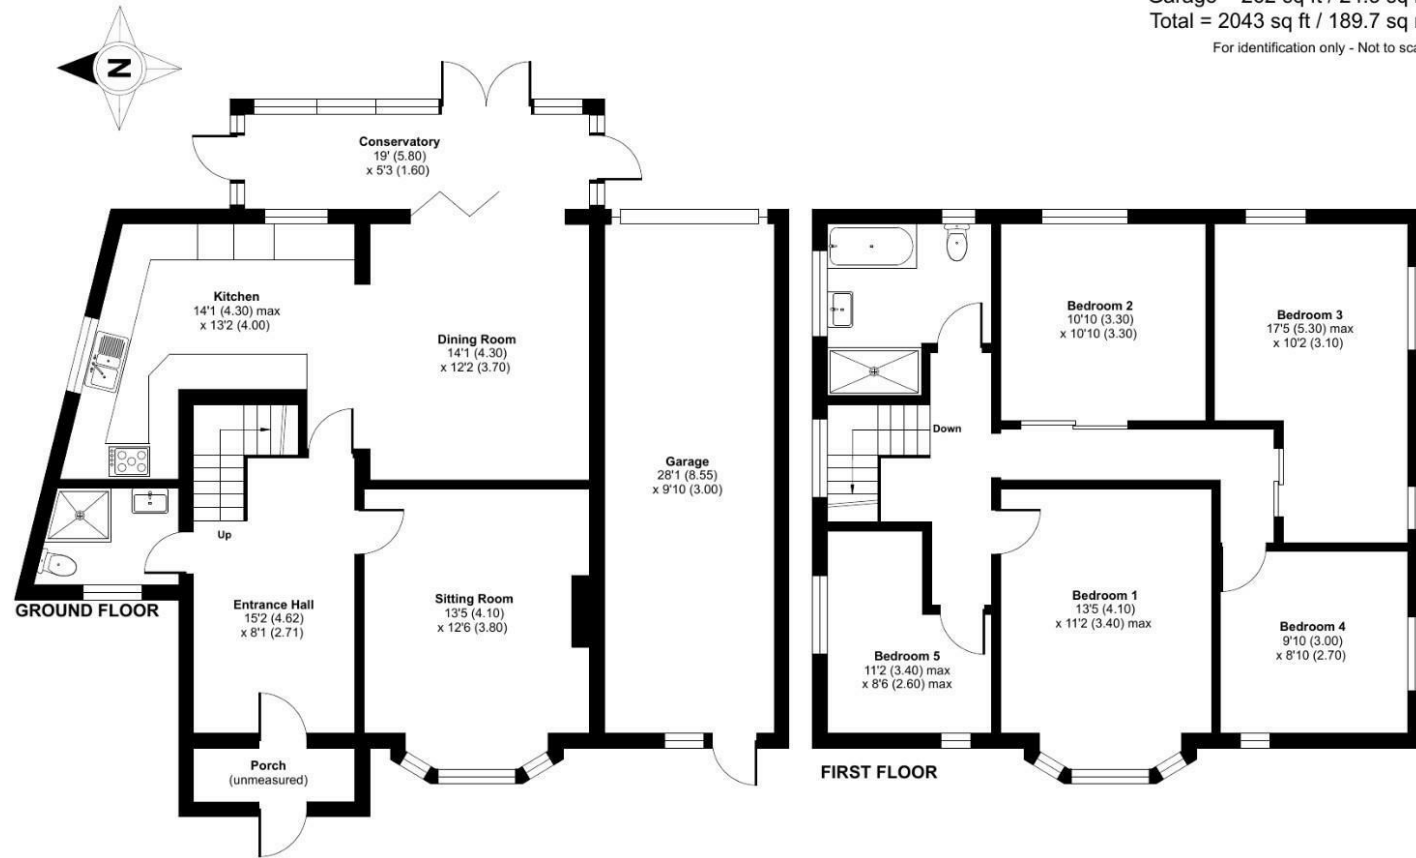 Total = 2043 sq ft / 189.7 sq
For identification only - Not to
N
Conservatory
19' (5.80)
x 5'3 (1.60)
Kitchen
14'1 (4.30) max
x 13'2 (4.00)
Dining Room
14'1 (4.30)
x 12'2 (3.70)
Garage
28'1 (8.55)
x 9'10 (3.00)
Up
Entrance Hall
15'2 (4.62)
x 8'1 (2.71)
Sitting Room
13'5 (4.10)
x 12'6 (3.80)
Porch
(unmeasured)
GROUND FLOOR
Bedroom 2
10'10 (3.30)
x 10'10 (3.30)
Bedroom 3
17'5 (5.30) max
x 10'2 (3.10)
Down
Bedroom 1
13'5 (4.10)
x 11'2 (3.40) max
Bedroom 4
9'10 (3.00)
x 8'10 (2.70)
Bedroom 5
11'2 (3.40) max
x 8'6 (2.60) max
FIRST FLOOR